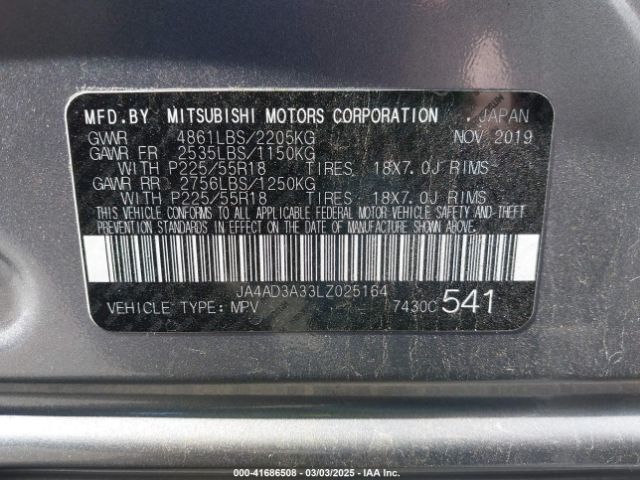 MFD.BY MITSUBISHI MOTORS CORPORATION . JAPAN
GVWR 4861LBS/2205KG NOV 2019
GAWR FR 2535LBS/1150KG
WITH P225/55R18 TIRES 18X7.0J RIMS
GAWR RR 2756LBS/1250KG
WITH P225/55R18 TIRES 18X7.0J RIMS
THIS VEHICLE CONFORMS TO ALL APPLICABLE FEDERAL MOTOR VEHICLE SAFETY AND-THEFT
PREVENTION STANDARDS IN EFFECT ON THE DATE OF MANUFACTURE SHOWN ABOVE.
JA4AD3A33LZ025164
VEHICLE TYPE: MPV 7430C 541
000-41686508 — 03/03/2025 — IAA Inc.